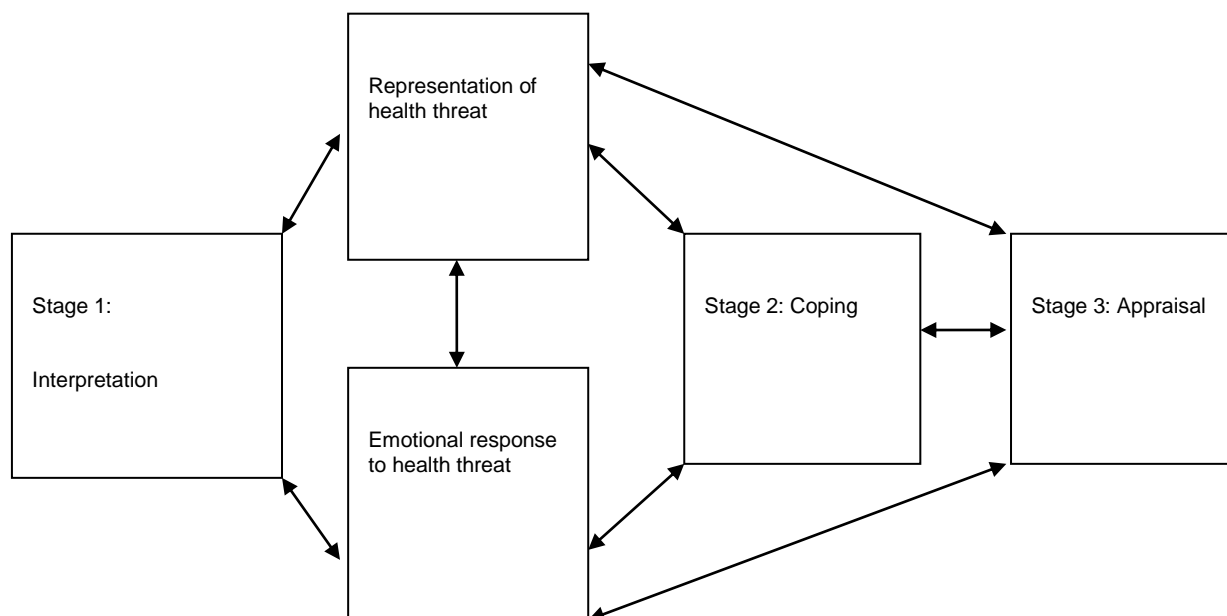 Representation of
health threat
Stage 1:
Interpretation
Stage 2: Coping
Stage 3: Appraisal
Emotional response
to health threat